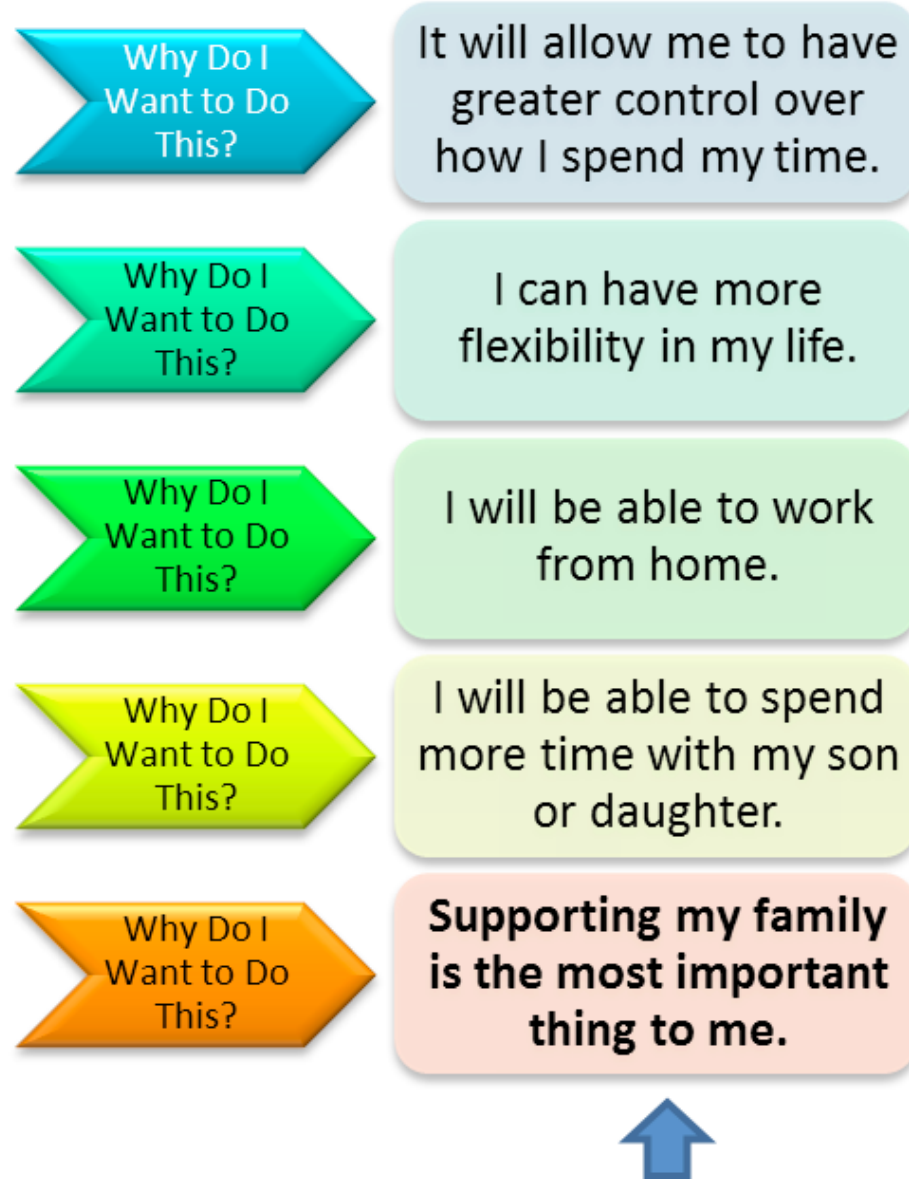 Why Do I
Want to Do
This?
It will allow me to have
greater control over
how I spend my time.
Why Do I
Want to Do
This?
I can have more
flexibility in my life.
Why Do I
Want to Do
This?
I will be able to work
from home.
Why Do I
Want to Do
This?
I will be able to spend
more time with my son
or daughter.
Why Do I
Want to Do
This?
Supporting my family
is the most important
thing to me.